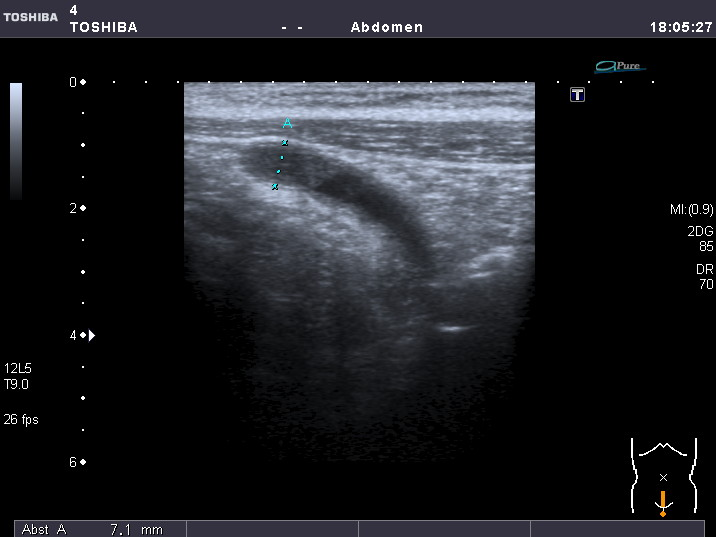 TOSHIBA
4
TOSHIBA - - Abdomen 18:05:27
aPure
T
A
0
2
4
6
MI:(0.9)
2DG
85
DR
70
12L5
T9.0
26 fps
Abst A 7.1 mm